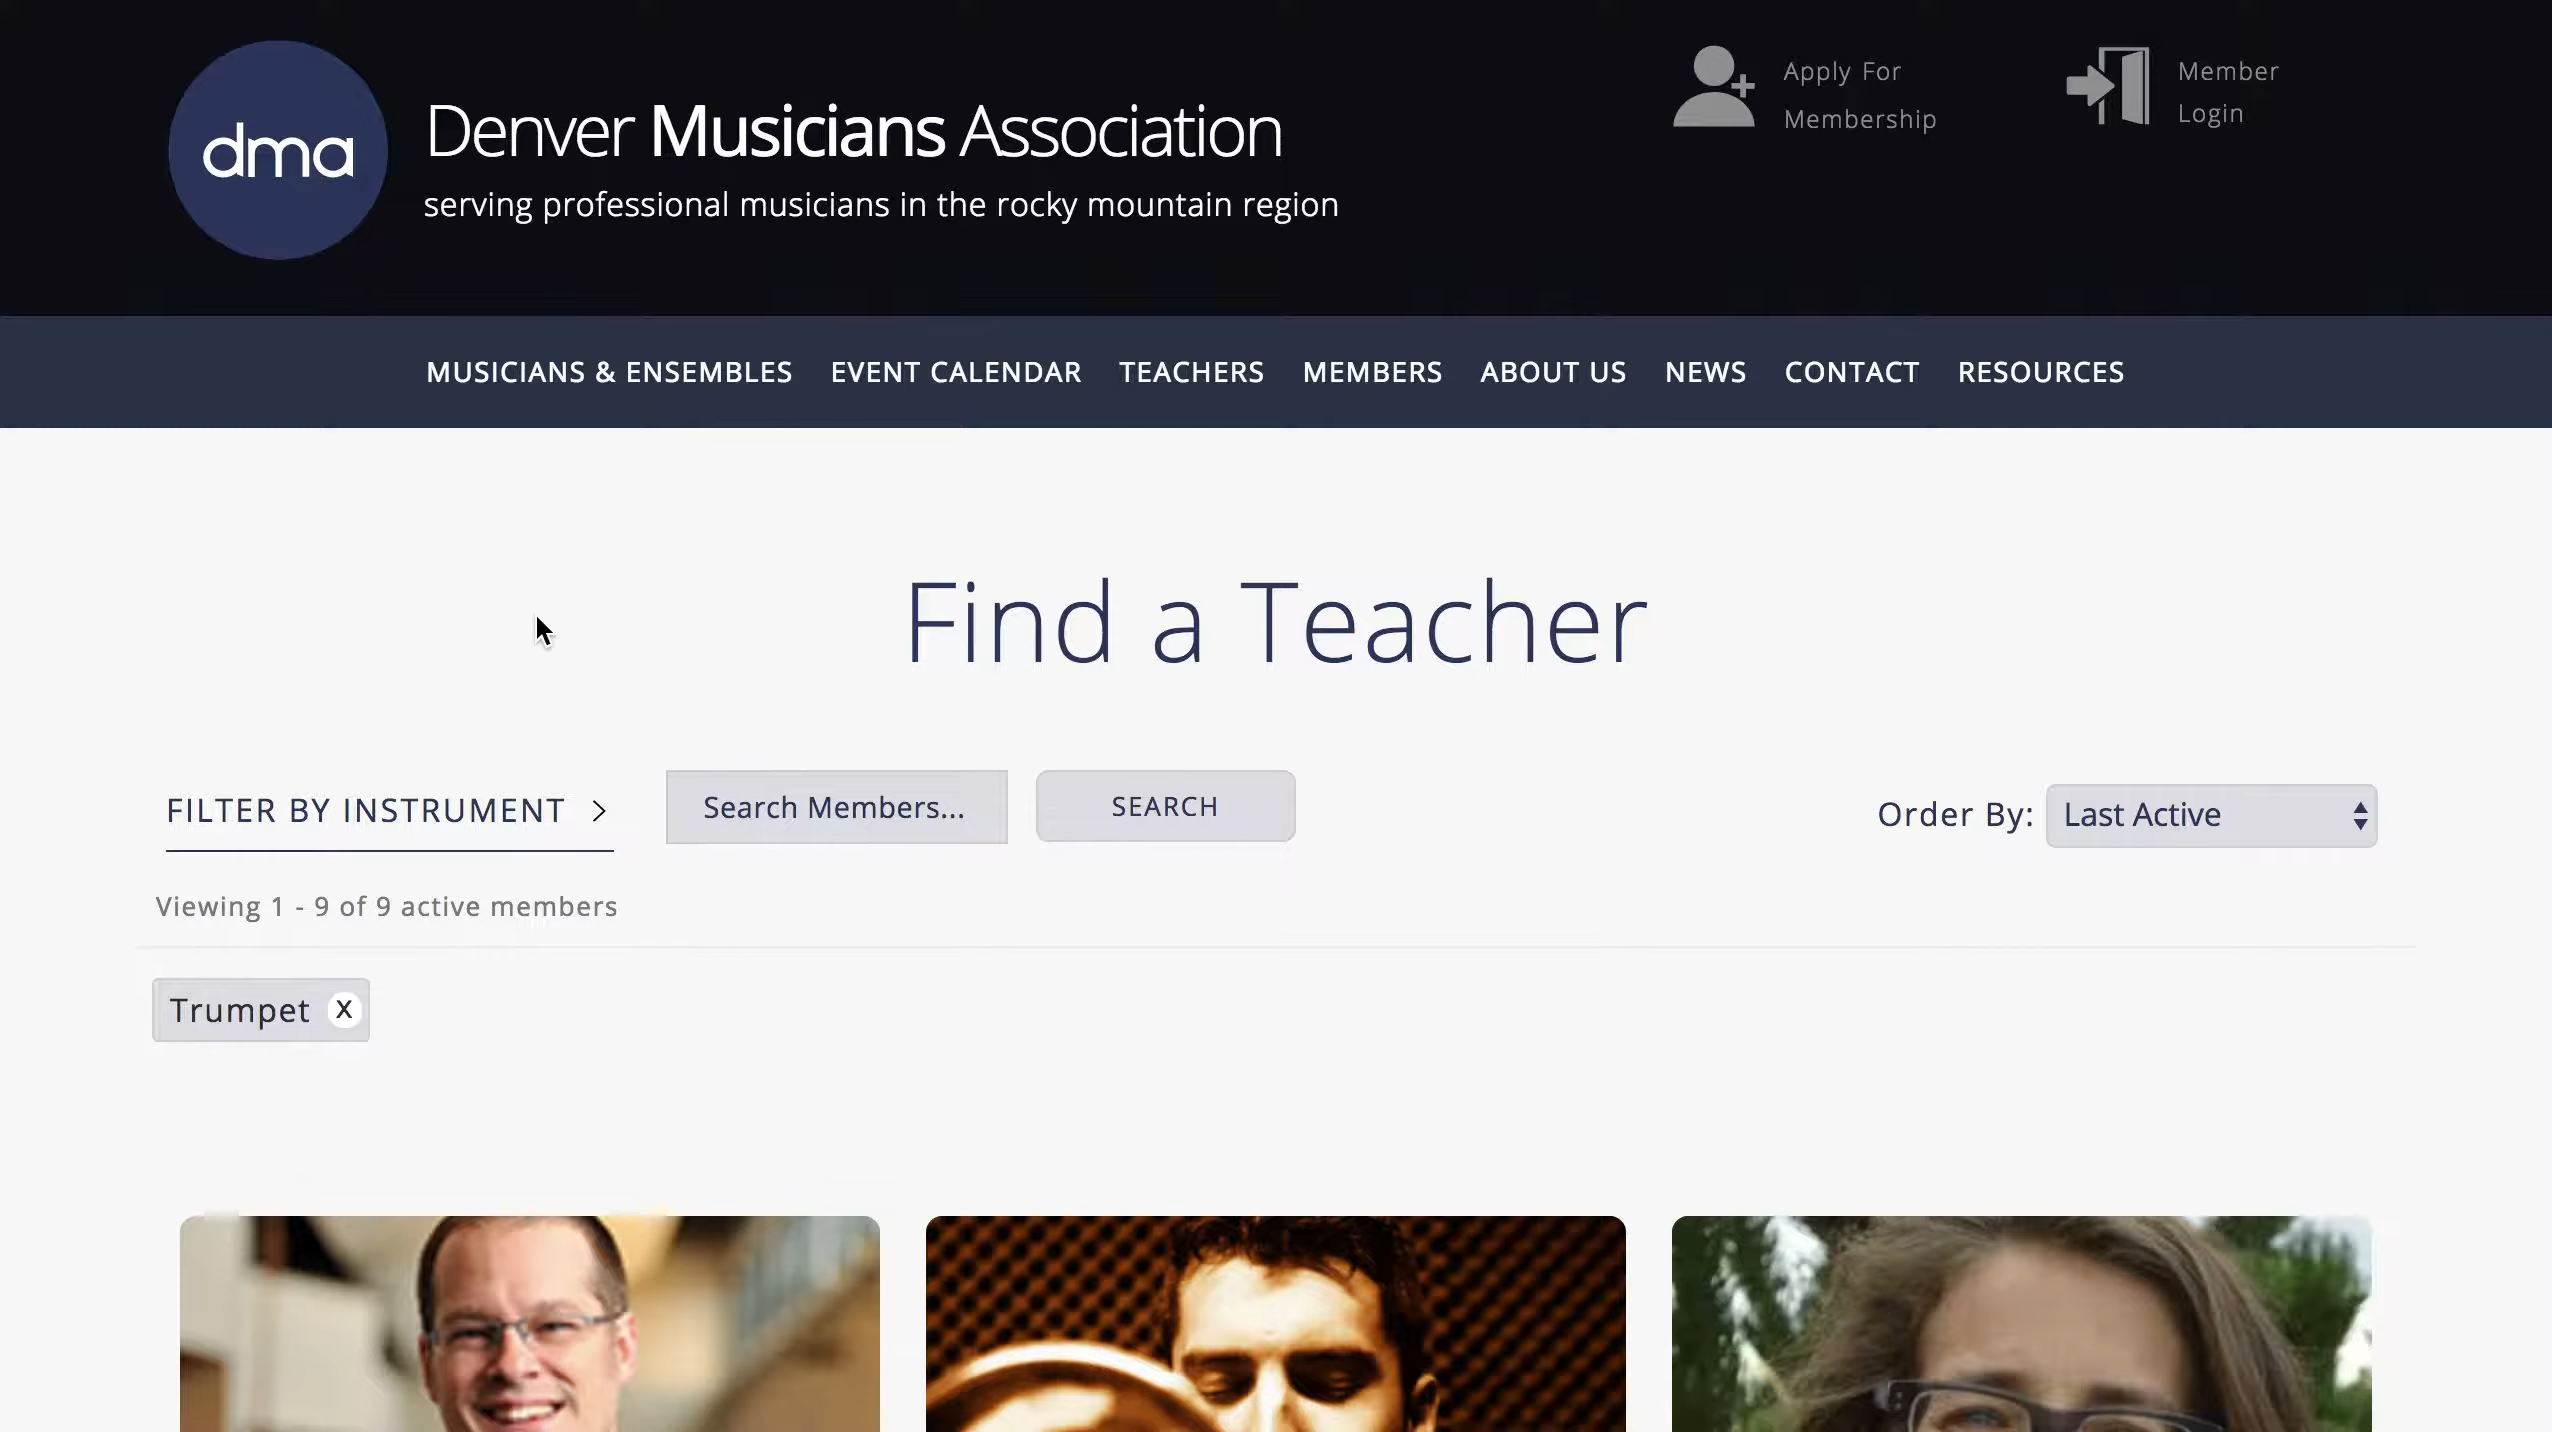 dma
Denver Musicians Association
serving professional musicians in the rocky mountain region
Apply For
Membership
Member
Login
MUSICIANS & ENSEMBLES EVENT CALENDAR TEACHERS MEMBERS ABOUT US NEWS CONTACT RESOURCES
Find a Teacher
FILTER BY INSTRUMENT >
Search Members...
SEARCH
Order By: Last Active
Viewing 1 - 9 of 9 active members
Trumpet X